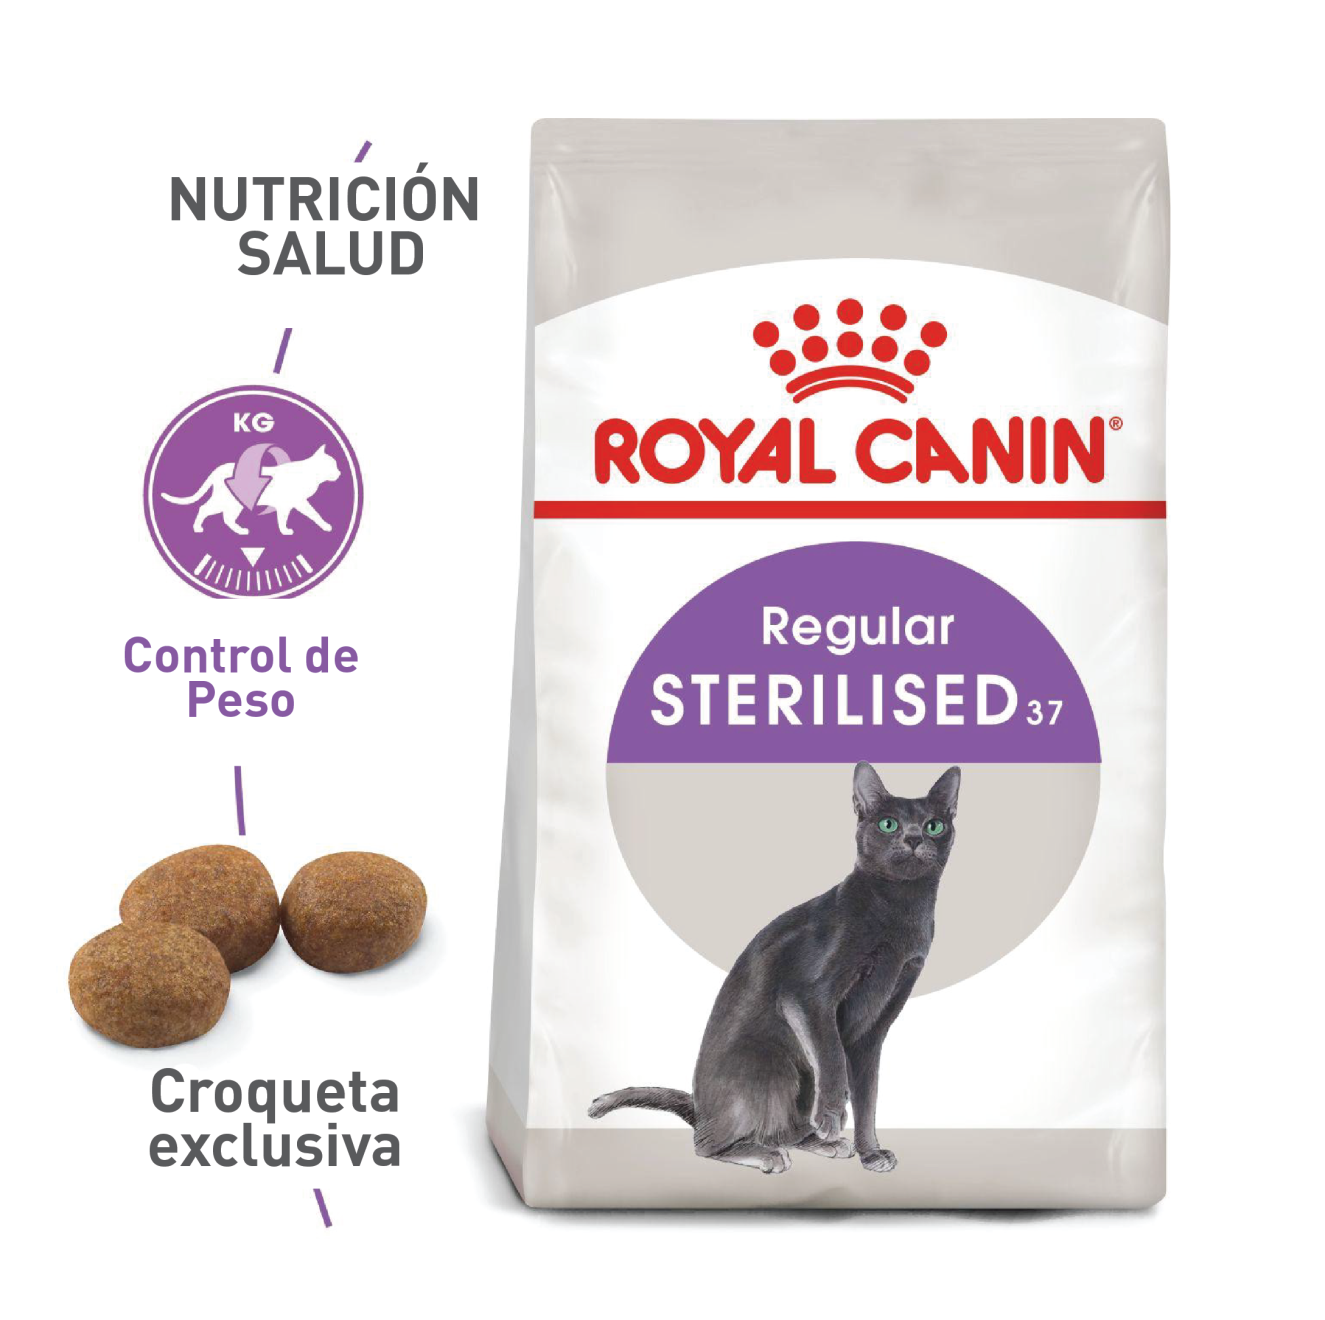 NUTRICIÓN
SALUD
KG
Control de
Peso
Croqueta
exclusiva
ROYAL CANIN®
Regular
STERILISED 37